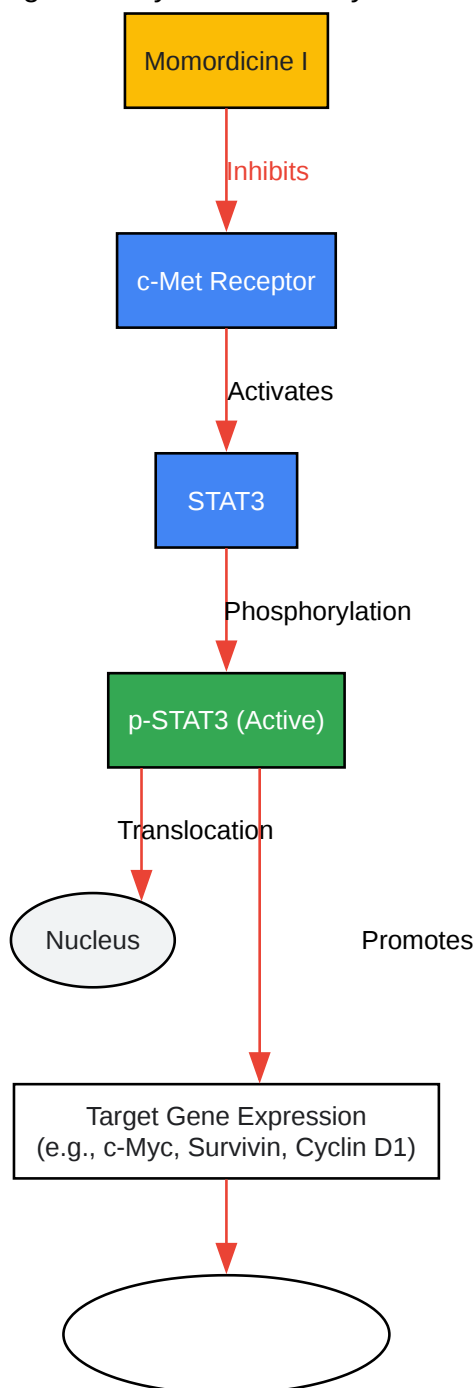 Momordicine I
Inhibits
c-Met Receptor
Activates
STAT3
Phosphorylation
p-STAT3 (Active)
Translocation
Nucleus
Promotes
Target Gene Expression
(e.g., c-Myc, Survivin, Cyclin D1)